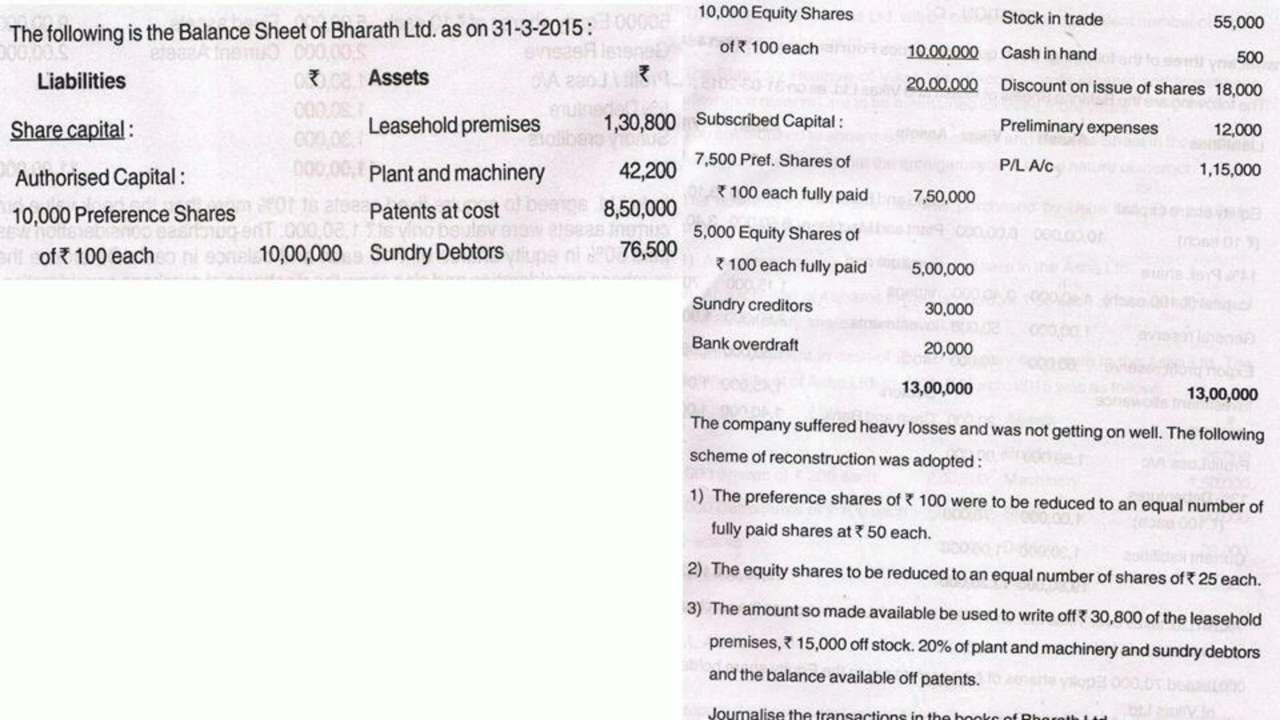 The following is the Balance Sheet of Bharath Ltd. as on 31-3-2015 :
Liabilities ₹ Assets ₹
Share capital : Leasehold premises 1,30,800
Authorised Capital : Plant and machinery 42,200
10,000 Preference Shares Patents at cost 8,50,000
of ₹ 100 each 10,00,000 Sundry Debtors 76,500
10,000 Equity Shares Stock in trade 55,000
of ₹ 100 each 10,00,000 Cash in hand 500
20,00,000 Discount on issue of shares 18,000
Subscribed Capital : Preliminary expenses 12,000
7,500 Pref. Shares of P/L A/c 1,15,000
₹ 100 each fully paid 7,50,000
5,000 Equity Shares of
₹ 100 each fully paid 5,00,000
Sundry creditors 30,000
Bank overdraft 20,000
13,00,000 13,00,000
The company suffered heavy losses and was not getting on well. The following
scheme of reconstruction was adopted :
1) The preference shares of ₹ 100 were to be reduced to an equal number of
fully paid shares at ₹ 50 each.
2) The equity shares to be reduced to an equal number of shares of ₹ 25 each.
3) The amount so made available be used to write off ₹ 30,800 of the leasehold
premises, ₹ 15,000 off stock. 20% of plant and machinery and sundry debtors
and the balance available off patents.
Journalise the transactions in the books of Bharath Ltd.